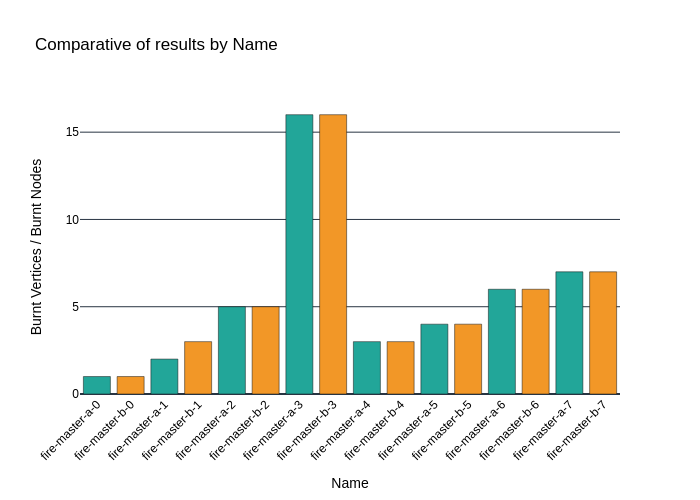 Comparative of results by Name
Burnt Vertices / Burnt Nodes
15
10
5
0
fire-master-a-0
fire-master-b-0
fire-master-a-1
fire-master-b-1
fire-master-a-2
fire-master-b-2
fire-master-a-3
fire-master-b-3
fire-master-a-4
fire-master-b-4
fire-master-a-5
fire-master-b-5
fire-master-a-6
fire-master-b-6
fire-master-a-7
fire-master-b-7
Name